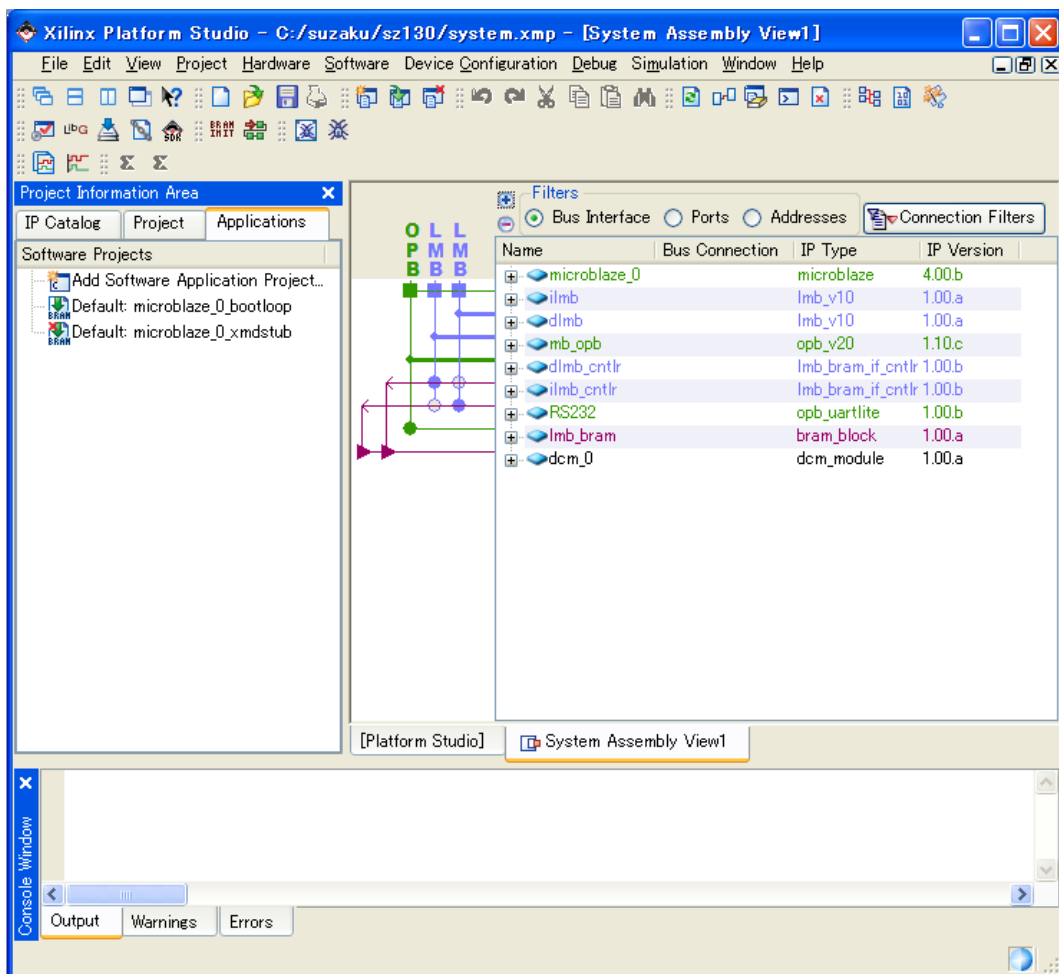 Xilinx Platform Studio - C:/suzaku/sz130/system.xmp - [System Assembly View1]
File Edit View Project Hardware Software Device Configuration Debug Simulation Window Help
Project Information Area
IP Catalog Project Applications
Software Projects
Add Software Application Project...
Default: microblaze_0_bootloop
Default: microblaze_0_xmdstub
OPB LMB LMB
Filters
Bus Interface Ports Addresses Connection Filters
Name Bus Connection IP Type IP Version
microblaze_0 microblaze 4.00.b
ilmb lmb_v10 1.00.a
dlmb lmb_v10 1.00.a
mb_opb opb_v20 1.10.c
dlmb_cntlr lmb_bram_if_cntlr 1.00.b
ilmb_cntlr lmb_bram_if_cntlr 1.00.b
RS232 opb_uartlite 1.00.b
lmb_bram bram_block 1.00.a
dcm_0 dcm_module 1.00.a
[Platform Studio] System Assembly View1
Console Window
Output Warnings Errors